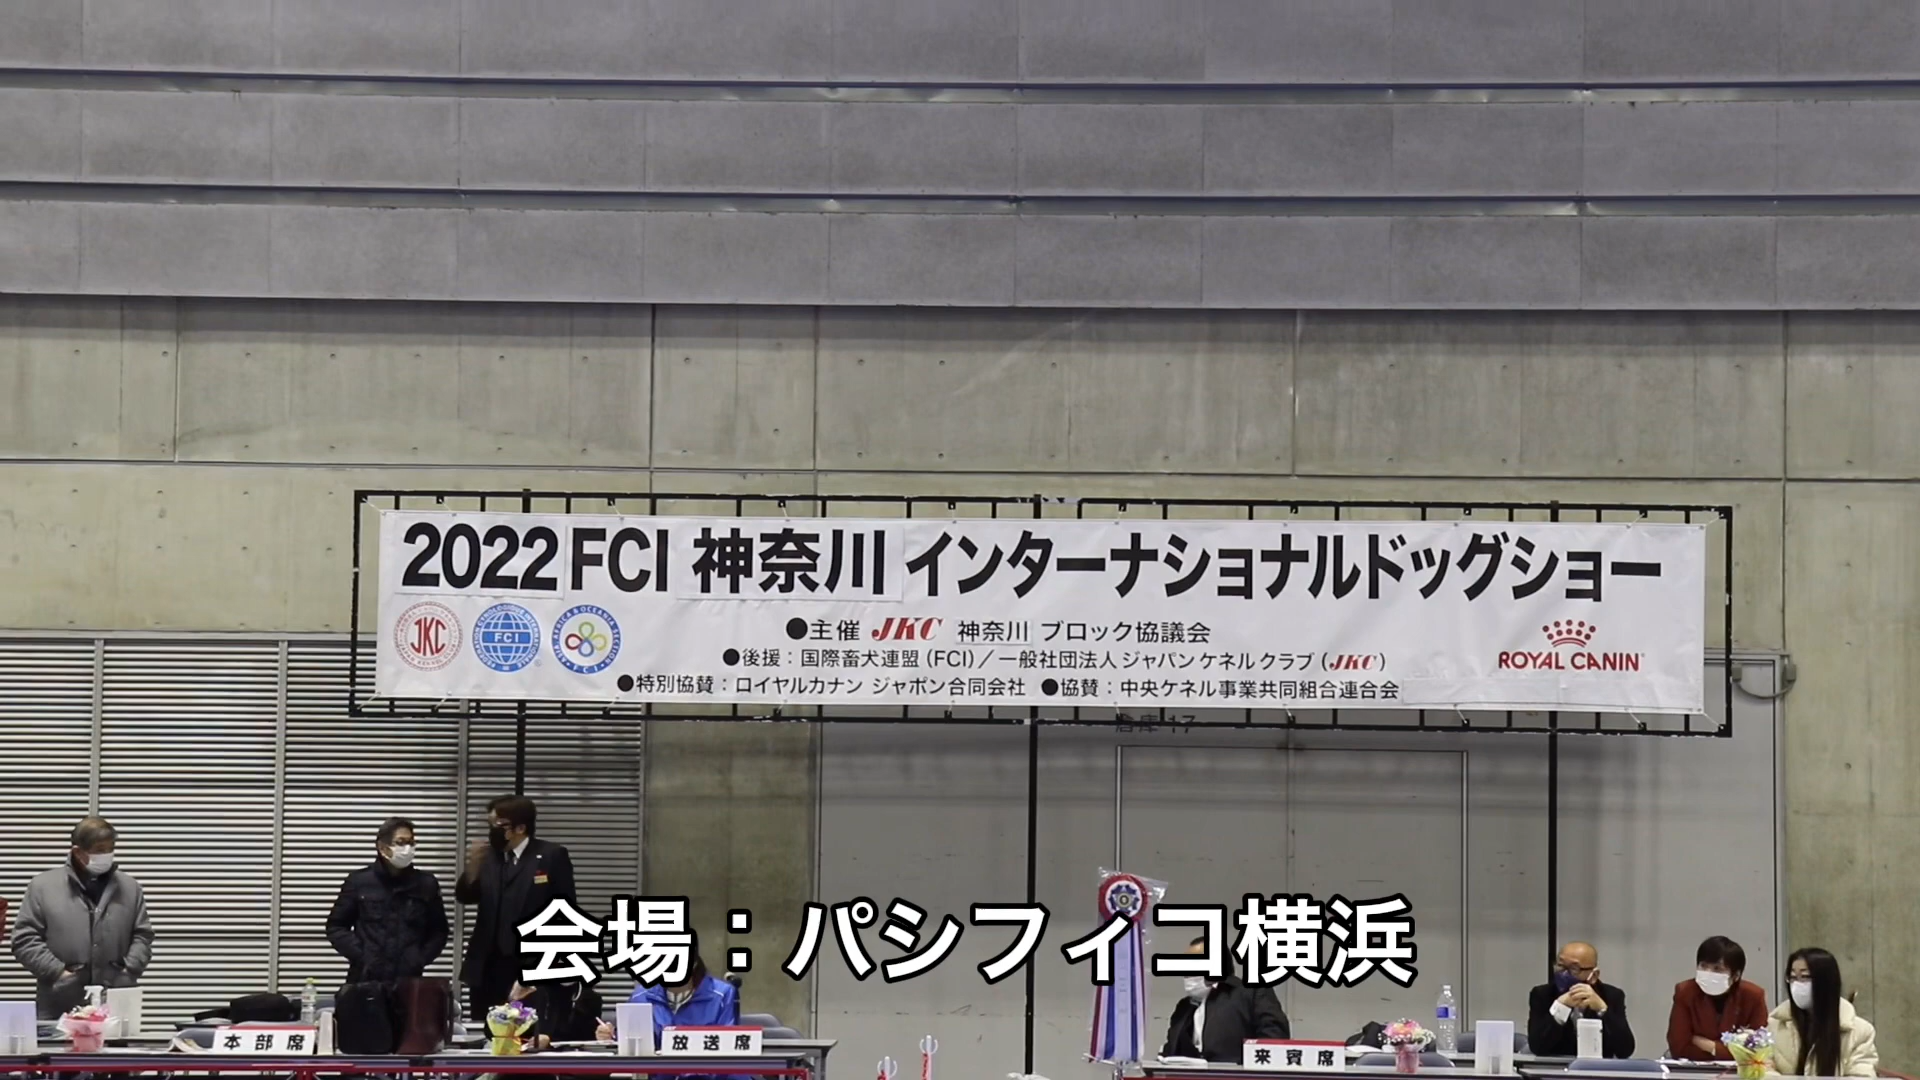 2022 FCI 神奈川 インターナショナルドッグショー
JKC
FCI
●主催 JKC 神奈川 ブロック協議会
●後援：国際畜犬連盟(FCI)／一般社団法人 ジャパン ケネル クラブ(JKC)
●特別協賛：ロイヤルカナン ジャポン合同会社 ●協賛：中央ケネル事業共同組合連合会
ROYAL CANIN
倉庫 17
会場：パシフィコ横浜
本部席
放送席
来賓席